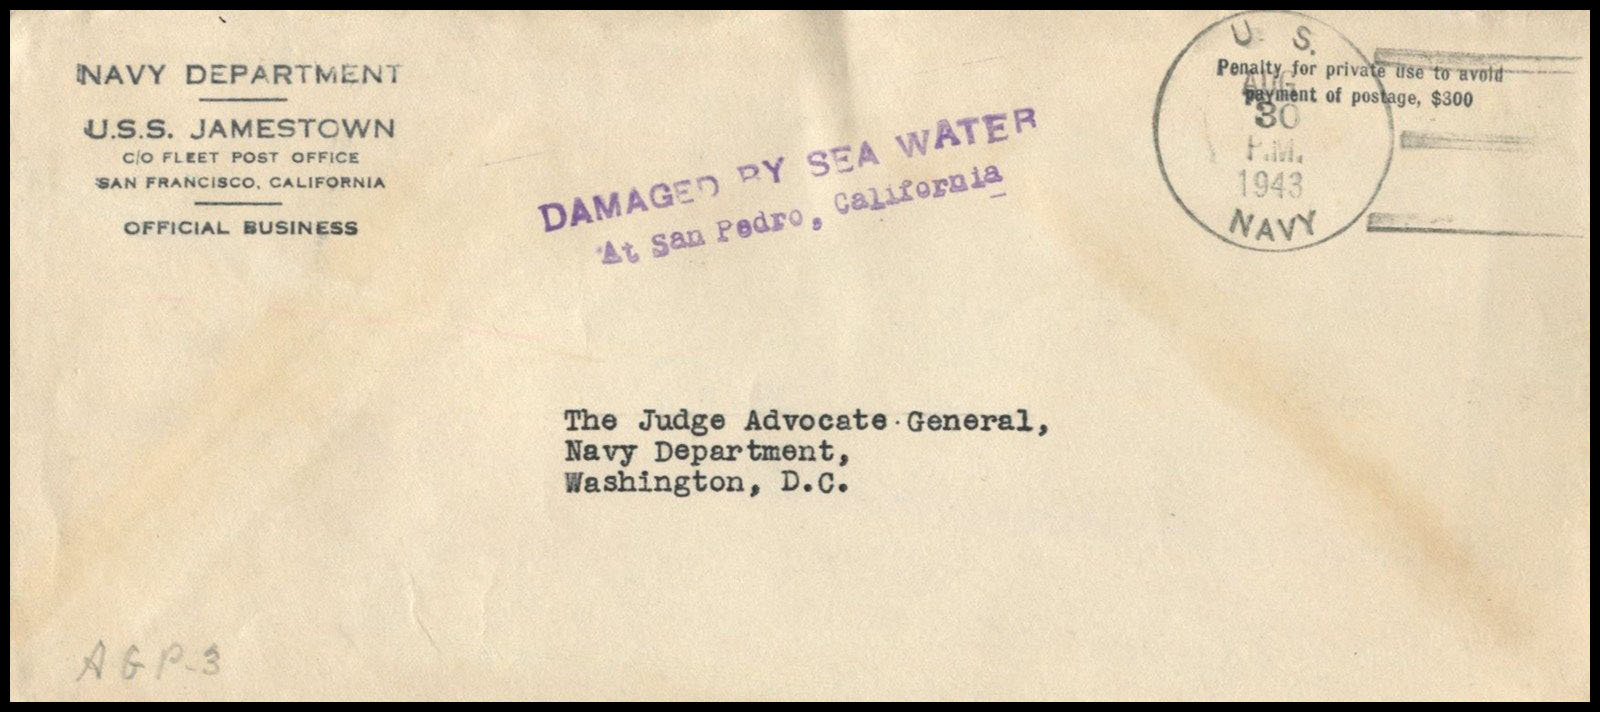 NAVY DEPARTMENT
U.S.S. JAMESTOWN
C/O FLEET POST OFFICE
SAN FRANCISCO, CALIFORNIA
OFFICIAL BUSINESS
DAMAGED BY SEA WATER
At San Pedro, California
U. S.
AUG
30
P.M.
1943
NAVY
Penalty for private use to avoid
payment of postage, $300
The Judge Advocate General,
Navy Department,
Washington, D.C.
AGP-3